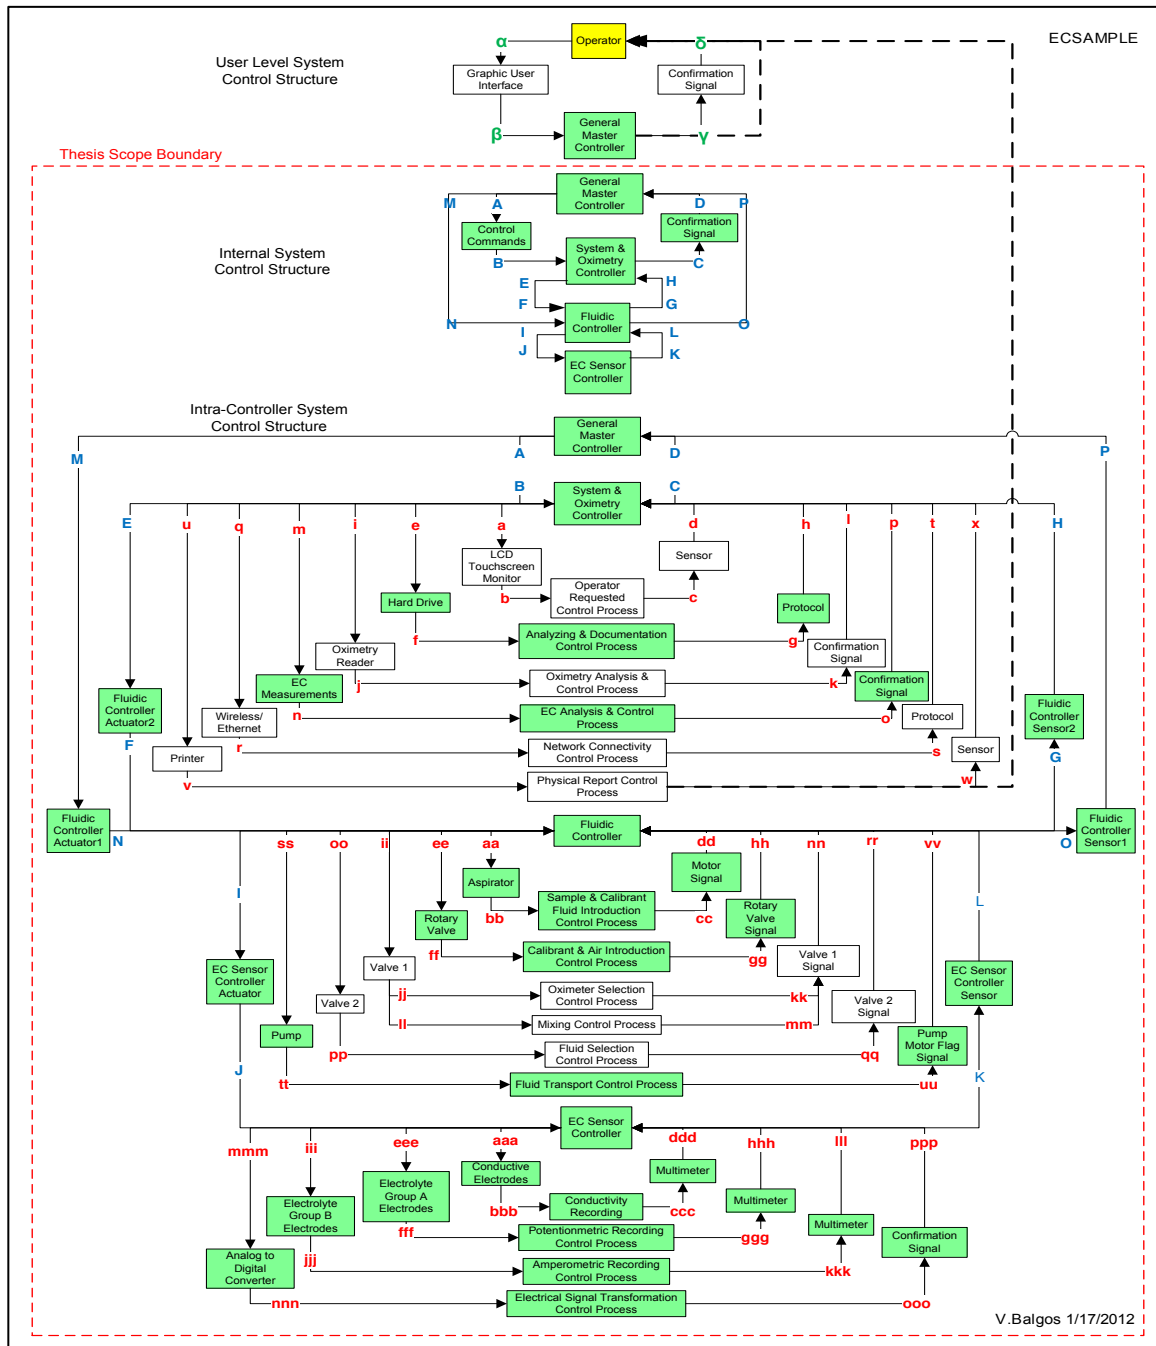 ECSAMPLE
User Level System
Control Structure
α
Operator
δ
Graphic User
Interface
Confirmation
Signal
β
General
Master
Controller
γ
Thesis Scope Boundary
Internal System
Control Structure
General
Master
Controller
M
A
D
P
Control
Commands
Confirmation
Signal
B
System &
Oximetry
Controller
C
E
H
F
G
N
Fluidic
Controller
O
I
L
J
K
EC Sensor
Controller
Intra-Controller System
Control Structure
General
Master
Controller
M
A
D
P
B
C
System &
Oximetry
Controller
E
u
q
m
i
e
a
d
h
l
p
t
x
H
LCD
Touchscreen
Monitor
Sensor
b
Operator
Requested
Control Process
c
Hard Drive
Protocol
f
Analyzing & Documentation
Control Process
g
Oximetry
Reader
Confirmation
Signal
j
Oximetry Analysis &
Control Process
k
EC
Measurements
Confirmation
Signal
n
EC Analysis & Control
Process
o
Fluidic
Controller
Actuator2
Fluidic
Controller
Sensor2
Wireless/
Ethernet
Protocol
r
Network Connectivity
Control Process
s
F
Printer
Sensor
G
v
Physical Report Control
Process
w
Fluidic
Controller
Actuator1
N
Fluidic
Controller
O
Fluidic
Controller
Sensor1
ss
oo
ii
ee
aa
dd
hh
nn
rr
vv
Aspirator
Motor
Signal
I
L
bb
Sample & Calibrant
Fluid Introduction
Control Process
cc
Rotary
Valve
Rotary
Valve
Signal
ff
Calibrant & Air Introduction
Control Process
gg
Valve 1
Valve 1
Signal
EC Sensor
Controller
Actuator
EC Sensor
Controller
Sensor
jj
Oximeter Selection
Control Process
kk
Valve 2
Valve 2
Signal
ll
Mixing Control Process
mm
Pump
Pump
Motor Flag
Signal
pp
Fluid Selection
Control Process
qq
J
K
tt
Fluid Transport Control Process
uu
EC Sensor
Controller
mmm
iii
eee
aaa
ddd
hhh
lll
ppp
Conductive
Electrodes
Multimeter
Electrolyte
Group A
Electrodes
Multimeter
bbb
Conductivity
Recording
ccc
Electrolyte
Group B
Electrodes
Multimeter
fff
Potentionmetric Recording
Control Process
ggg
Analog to
Digital
Converter
Confirmation
Signal
jjj
Amperometric Recording
Control Process
kkk
nnn
Electrical Signal Transformation
Control Process
ooo
V.Balgos 1/17/2012